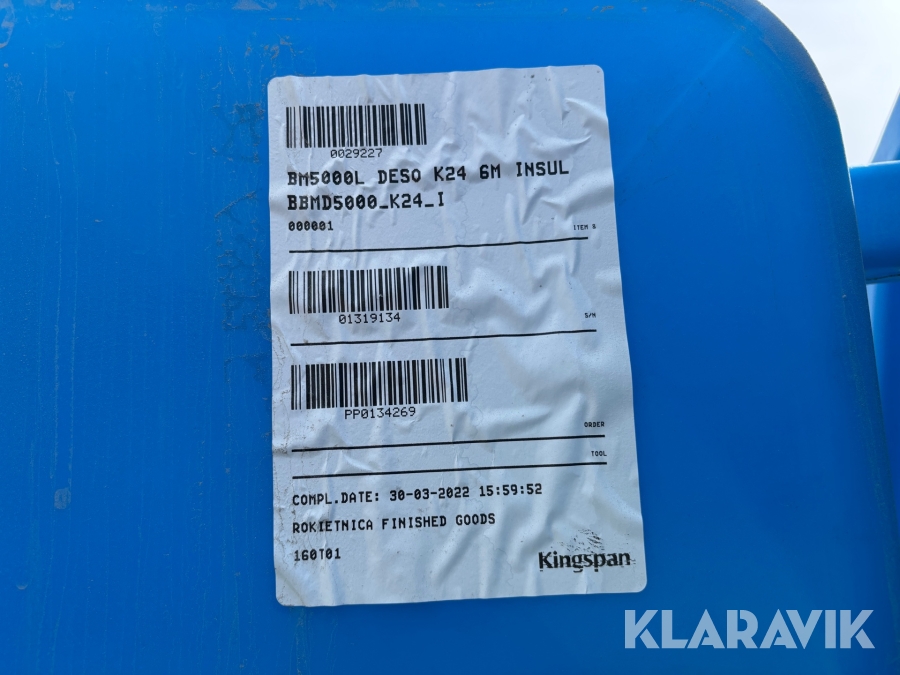 0029227
BM5000L DESO K24 6M INSUL
BBMD5000_K24_I
000001
ITEM S
01319134
S/N
PP0134269
ORDER
TOOL
COMPL.DATE: 30-03-2022 15:59:52
ROKIETNICA FINISHED GOODS
160T01
Kingspan
KLARAVIK